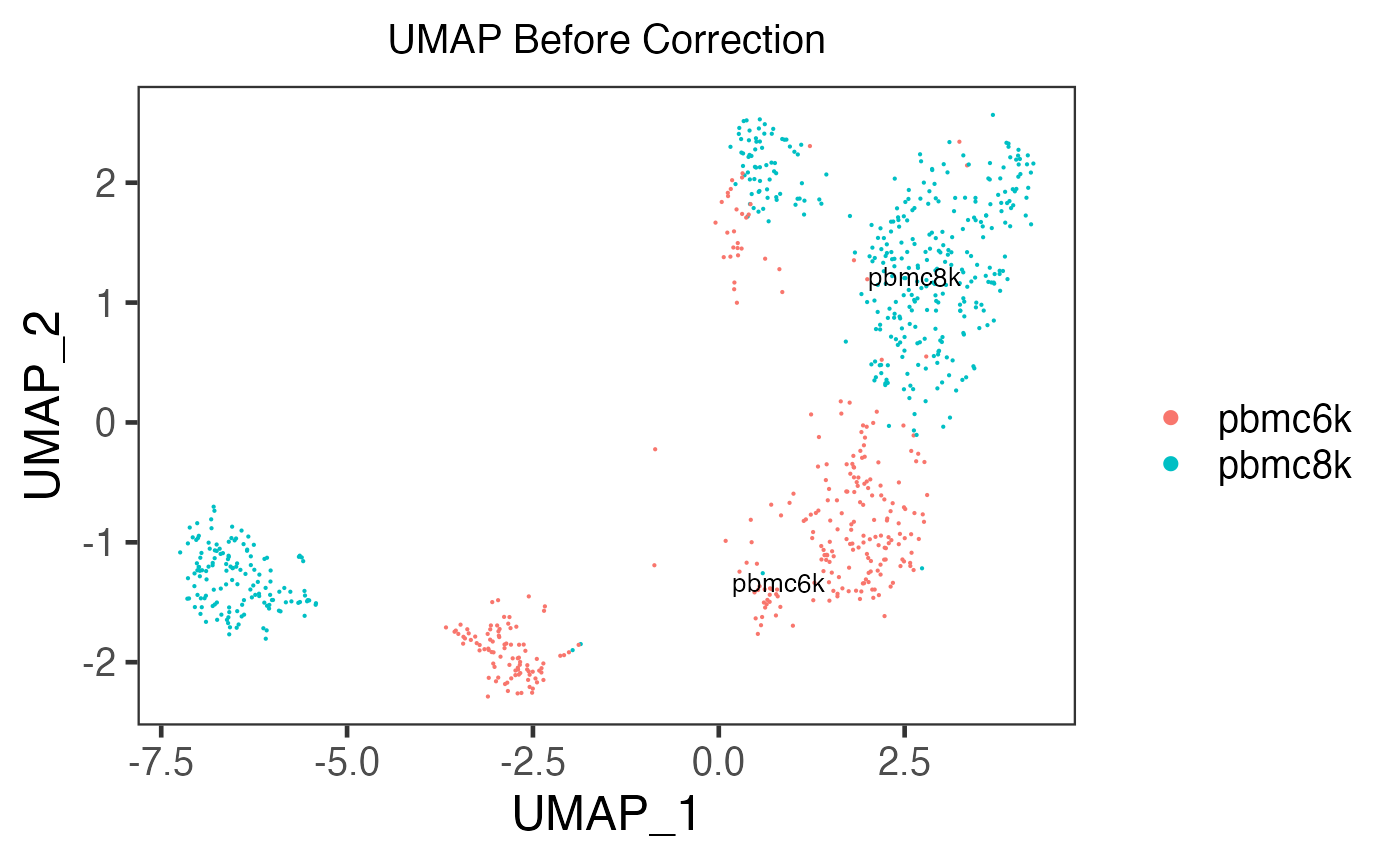 UMAP Before Correction
UMAP_2
2
1
0
-1
-2
pbmc8k
pbmc6k
-7.5 -5.0 -2.5 0.0 2.5
UMAP_1
pbmc6k
pbmc8k